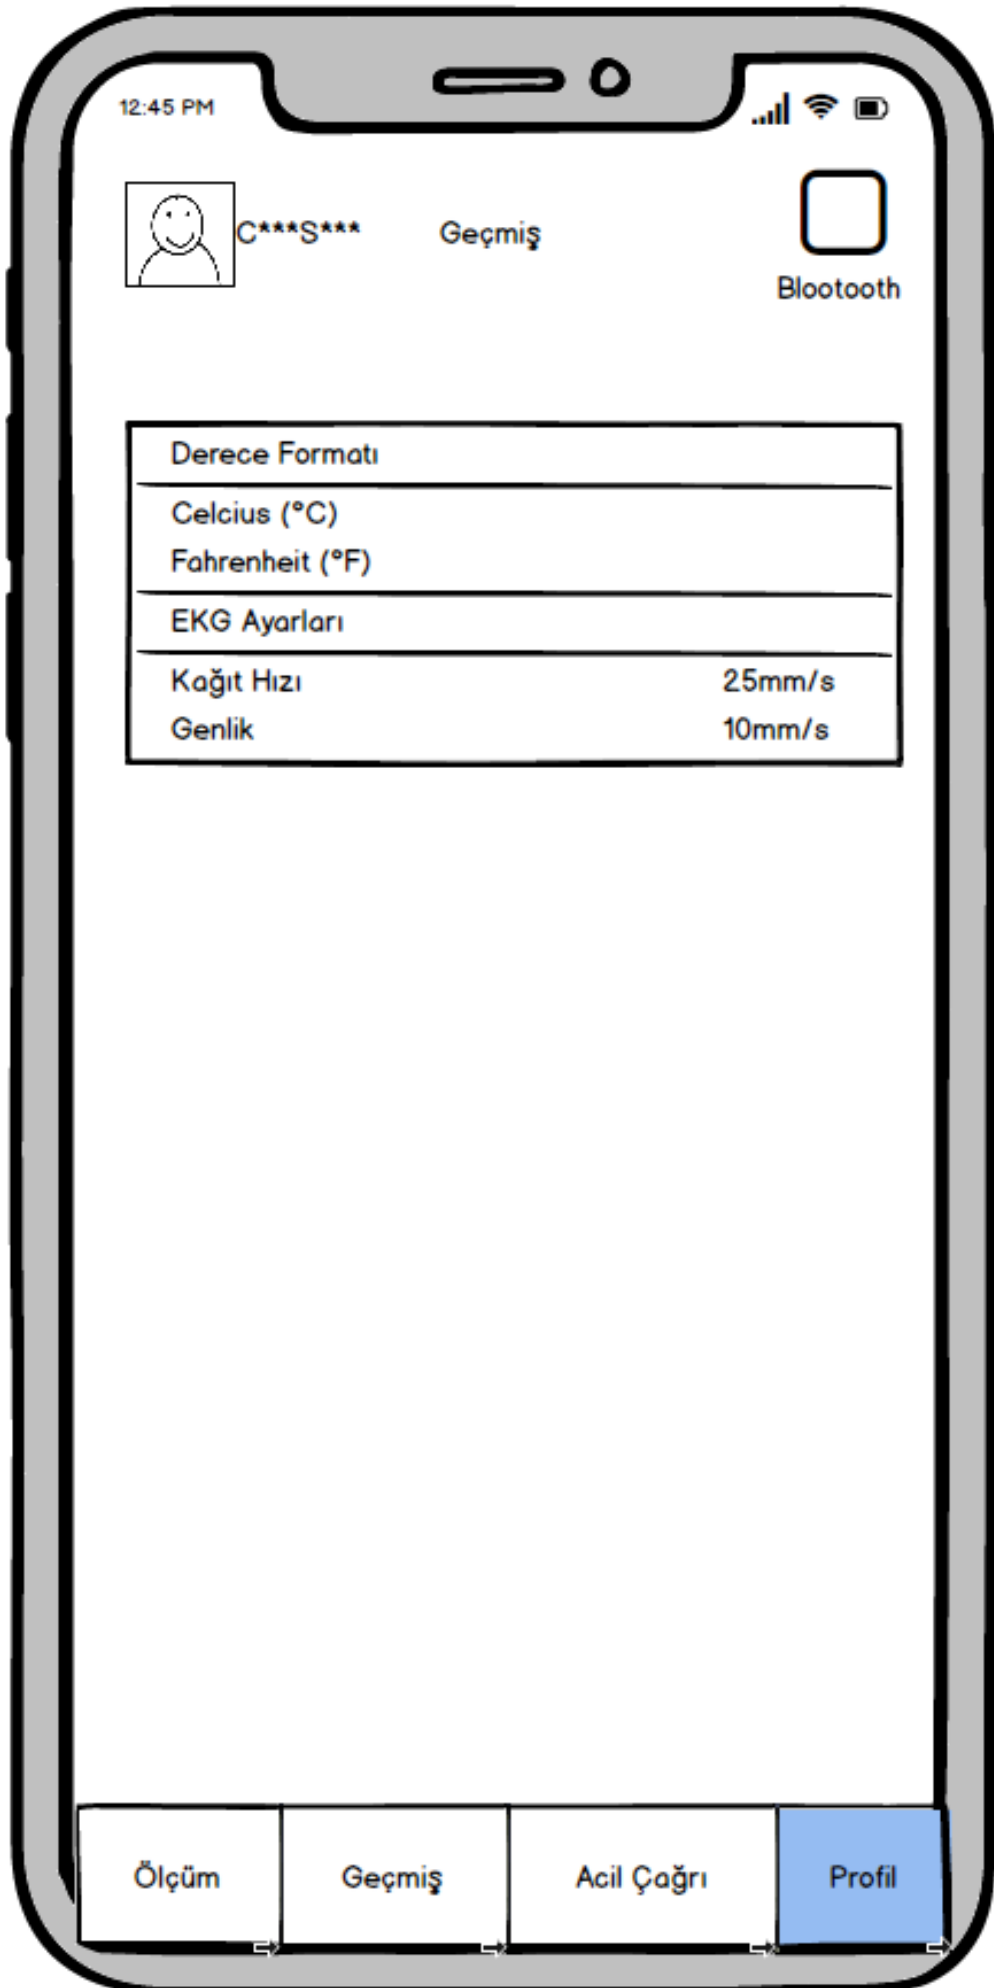 12:45 PM
C***S***
Geçmiş
Blootooth
Derece Formatı
Celcius (°C)
Fahrenheit (°F)
EKG Ayarları
Kağıt Hızı 25mm/s
Genlik 10mm/s
Ölçüm Geçmiş Acil Çağrı Profil